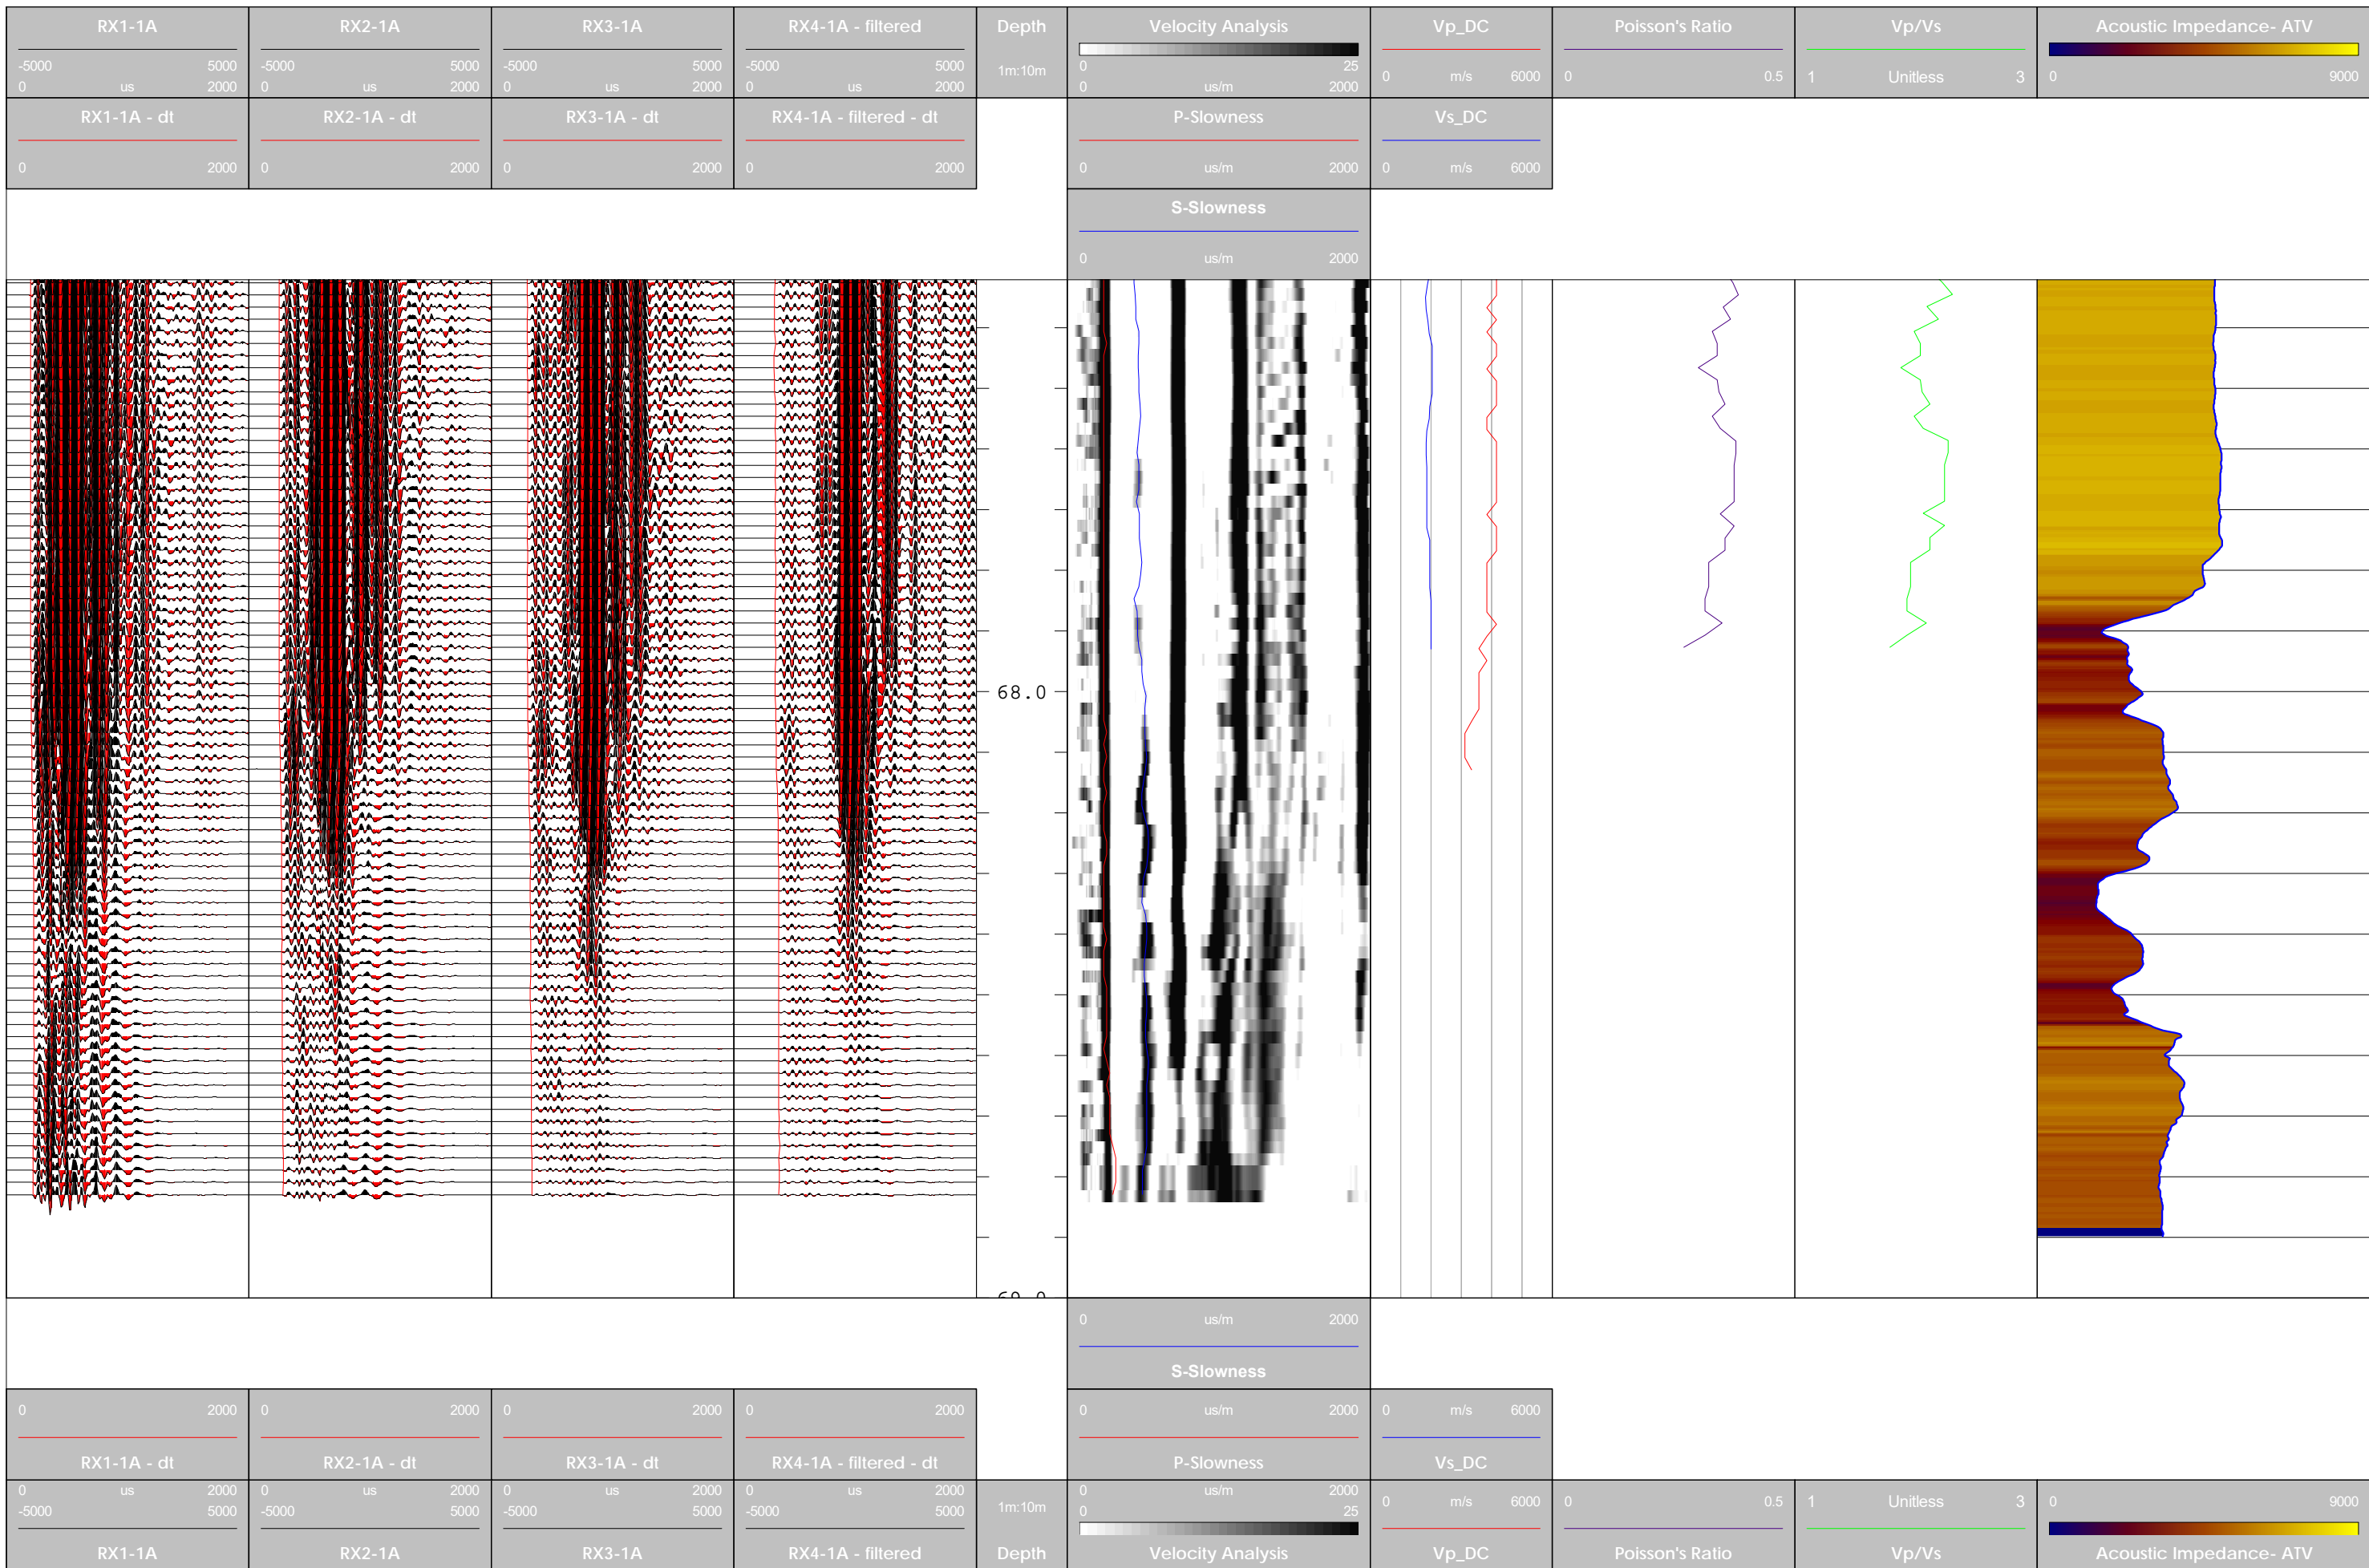 RX1-1A RX2-1A RX3-1A RX4-1A - filtered Depth Velocity Analysis Vp_DC Poisson's Ratio Vp/Vs Acoustic Impedance- ATV
-5000 5000 -5000 5000 -5000 5000 -5000 5000 1m:10m 0 25 0 m/s 6000 0 0.5 1 Unitless 3 0 9000
0 us 2000 0 us 2000 0 us 2000 0 us 2000 0 us/m 2000
RX1-1A - dt RX2-1A - dt RX3-1A - dt RX4-1A - filtered - dt P-Slowness Vs_DC
0 2000 0 2000 0 2000 0 2000 0 us/m 2000 0 m/s 6000
S-Slowness
0 us/m 2000
68.0
69.0
0 us/m 2000
S-Slowness
0 2000 0 2000 0 2000 0 2000 0 us/m 2000 0 m/s 6000
RX1-1A - dt RX2-1A - dt RX3-1A - dt RX4-1A - filtered - dt P-Slowness Vs_DC
0 us 2000 0 us 2000 0 us 2000 0 us 2000 0 us/m 2000
-5000 5000 -5000 5000 -5000 5000 -5000 5000 1m:10m 0 25 0 m/s 6000 0 0.5 1 Unitless 3 0 9000
RX1-1A RX2-1A RX3-1A RX4-1A - filtered Depth Velocity Analysis Vp_DC Poisson's Ratio Vp/Vs Acoustic Impedance- ATV